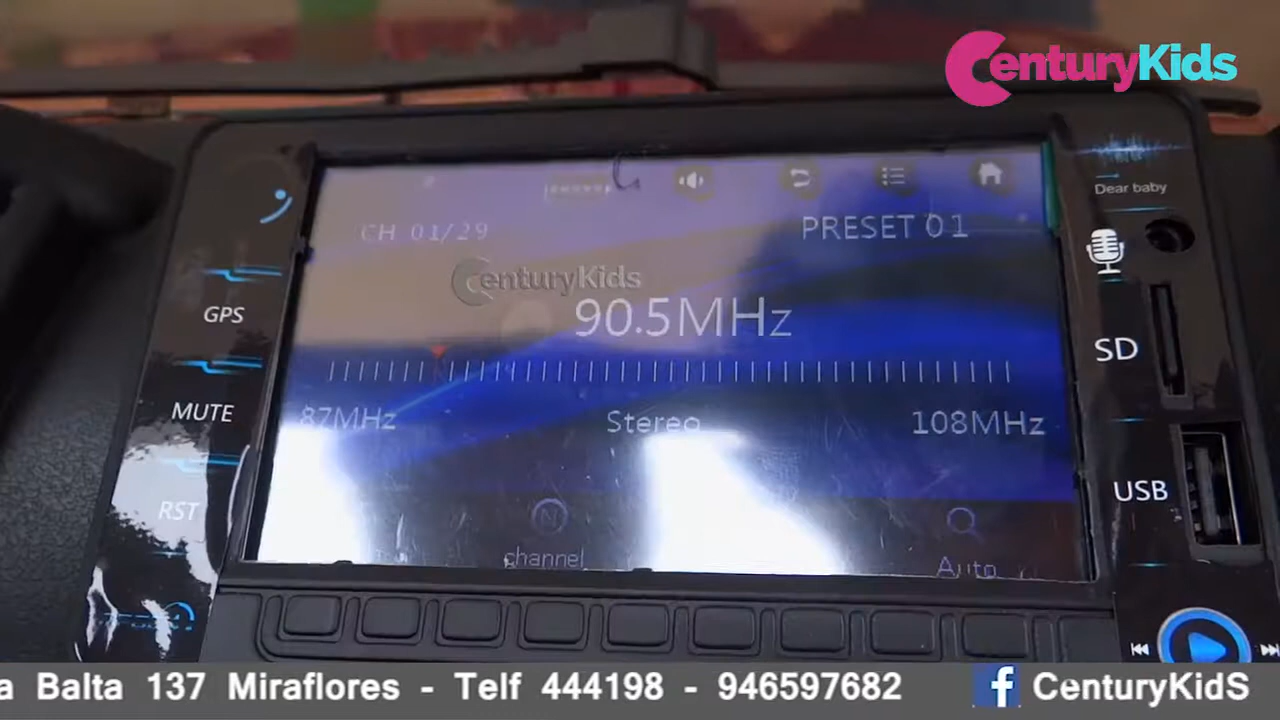 CenturyKids
Dear baby
CH 01/29
PRESET 01
CenturyKids
90.5MHz
GPS
SD
87MHz
Stereo
108MHz
MUTE
USB
RST
channel
Auto
a Balta 137 Miraflores - Telf 444198 - 946597682
f CenturyKidS